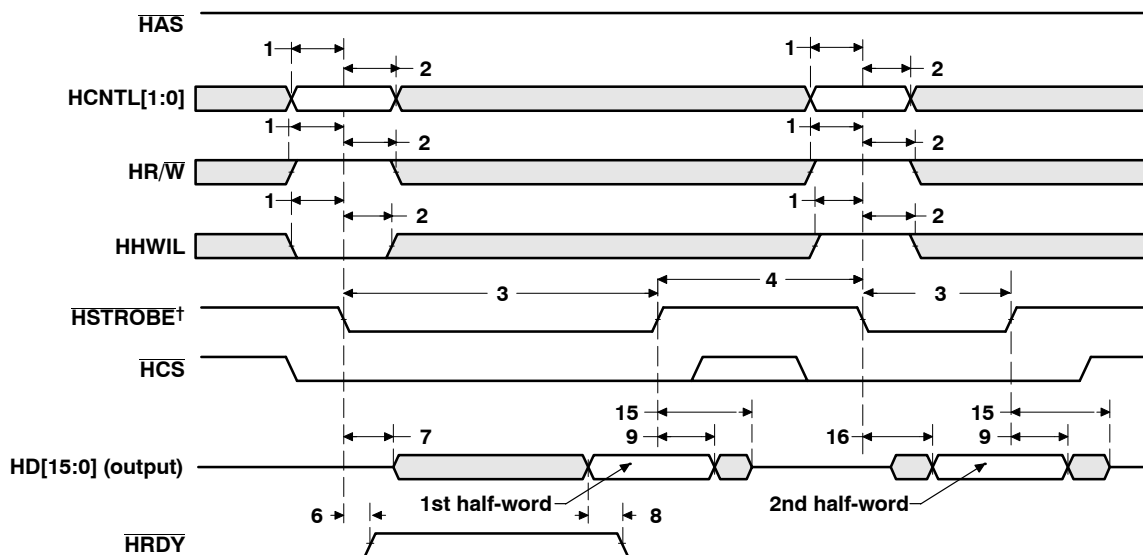 HAS
1
1
2
2
HCNTL[1:0]
1
1
2
2
HR/W
1
1
2
2
HHWIL
3
4
3
HSTROBE†
HCS
15
15
7
9
16
9
HD[15:0] (output)
1st half-word
2nd half-word
6
8
HRDY